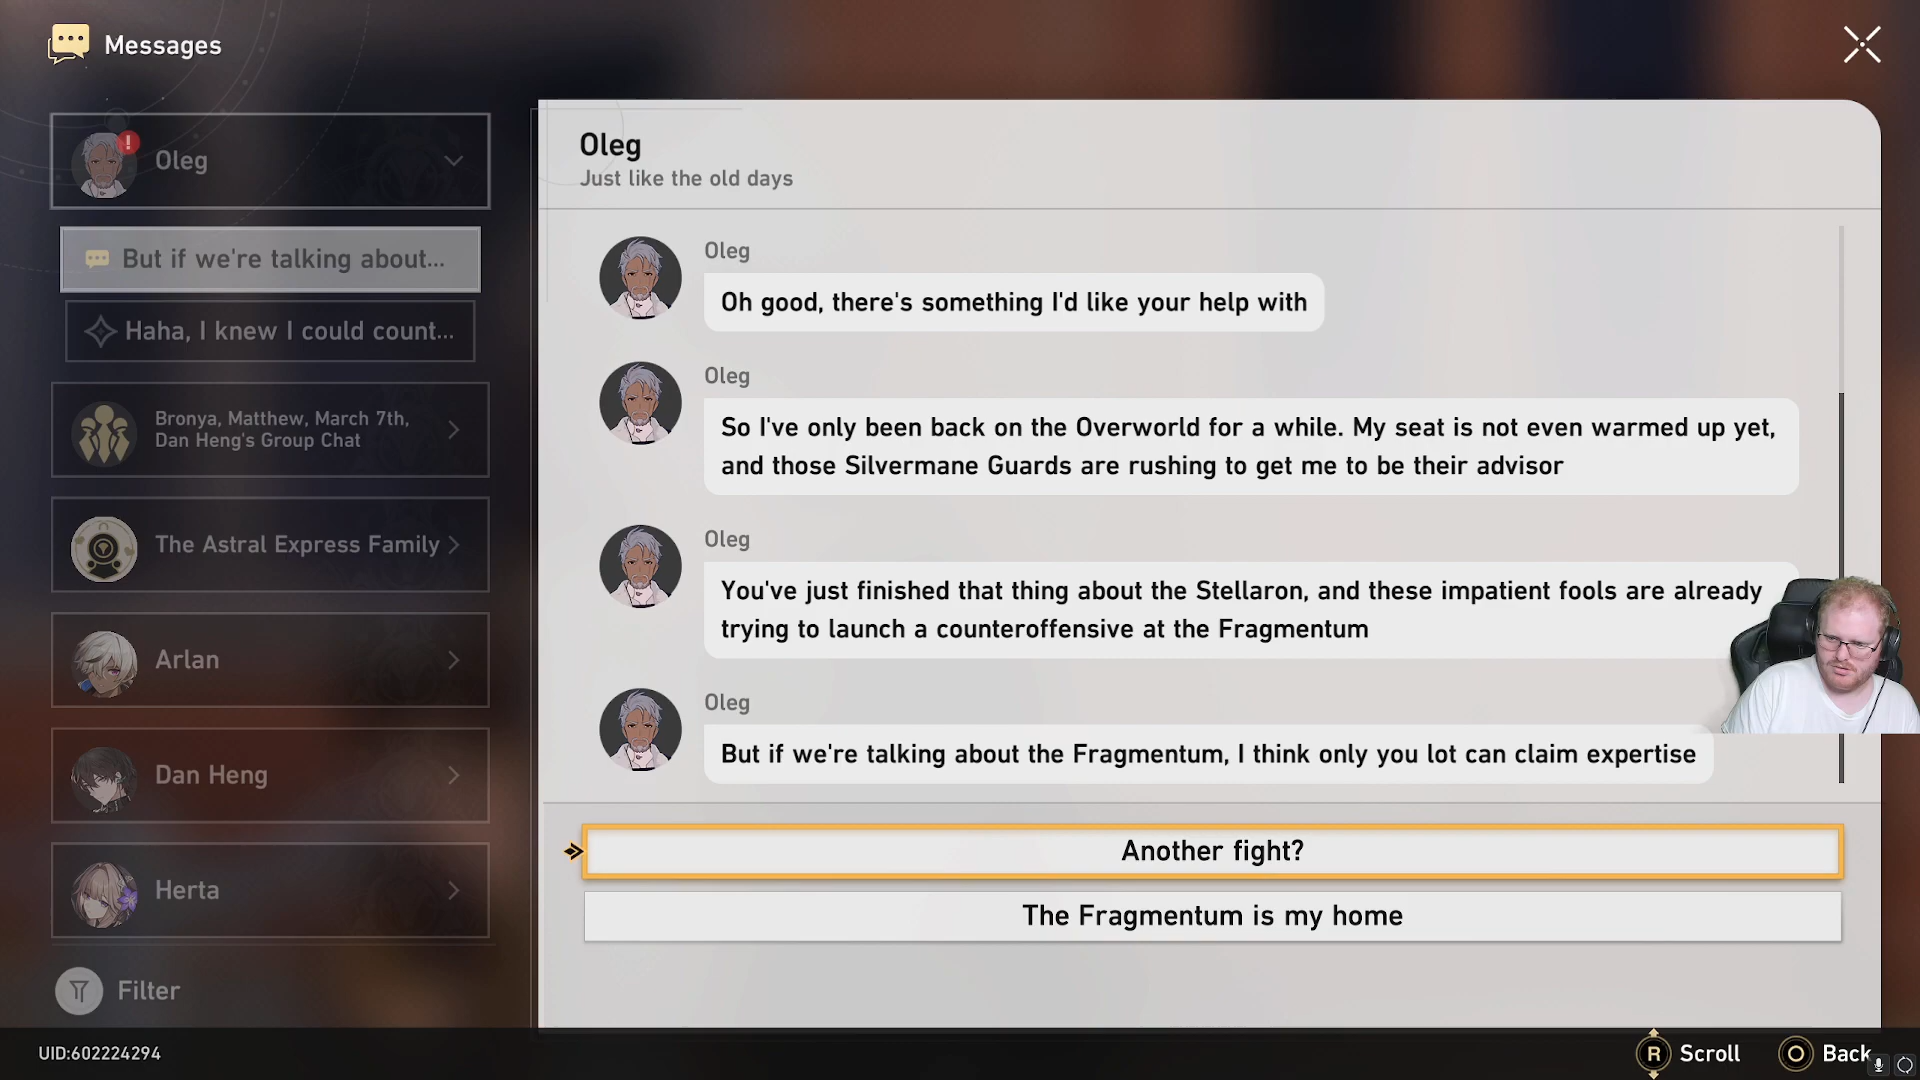 Messages
Oleg
But if we're talking about...
Haha, I knew I could count...
Bronya, Matthew, March 7th,
Dan Heng's Group Chat
The Astral Express Family
Arlan
Dan Heng
Herta
Filter
Oleg
Just like the old days
Oleg
Oh good, there's something I'd like your help with
Oleg
So I've only been back on the Overworld for a while. My seat is not even warmed up yet,
and those Silvermane Guards are rushing to get me to be their advisor
Oleg
You've just finished that thing about the Stellaron, and these impatient fools are already
trying to launch a counteroffensive at the Fragmentum
Oleg
But if we're talking about the Fragmentum, I think only you lot can claim expertise
Another fight?
The Fragmentum is my home
UID:602224294
R Scroll
Back